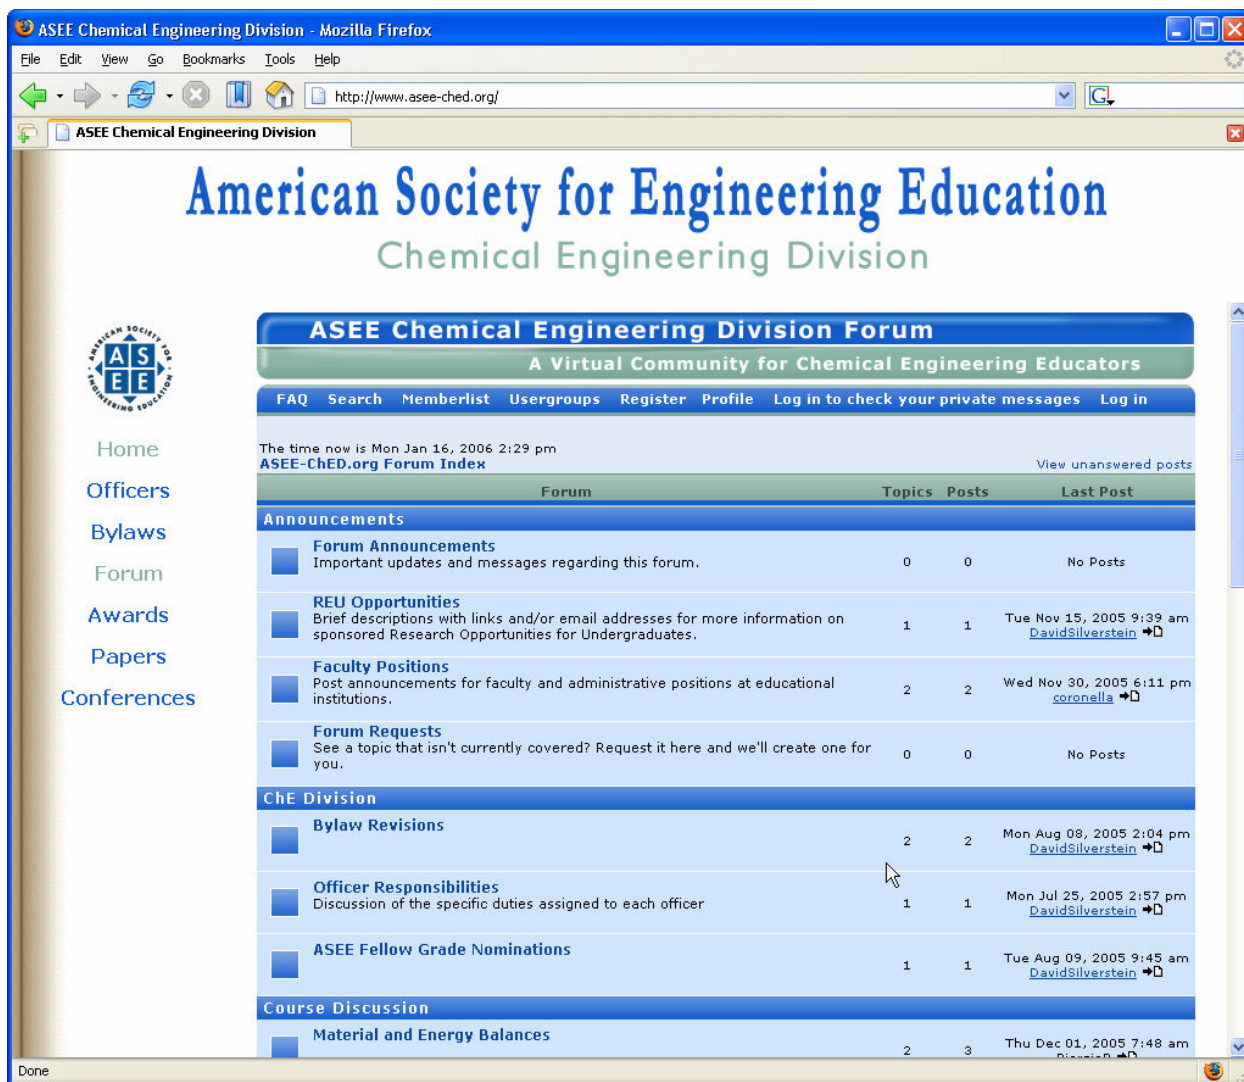 ASEE Chemical Engineering Division - Mozilla Firefox
File Edit View Go Bookmarks Tools Help
http://www.asee-ched.org/
G
ASEE Chemical Engineering Division
American Society for Engineering Education
Chemical Engineering Division
AMERICAN SOCIETY FOR ENGINEERING EDUCATION
AS
EE
Home
Officers
Bylaws
Forum
Awards
Papers
Conferences
ASEE Chemical Engineering Division Forum
A Virtual Community for Chemical Engineering Educators
FAQ Search Memberlist Usergroups Register Profile Log in to check your private messages Log in
The time now is Mon Jan 16, 2006 2:29 pm
ASEE-ChED.org Forum Index View unanswered posts
Forum Topics Posts Last Post
Announcements
Forum Announcements
Important updates and messages regarding this forum. 0 0 No Posts
REU Opportunities
Brief descriptions with links and/or email addresses for more information on
sponsored Research Opportunities for Undergraduates. 1 1 Tue Nov 15, 2005 9:39 am
DavidSilverstein
Faculty Positions
Post announcements for faculty and administrative positions at educational
institutions. 2 2 Wed Nov 30, 2005 6:11 pm
coronella
Forum Requests
See a topic that isn't currently covered? Request it here and we'll create one for
you. 0 0 No Posts
ChE Division
Bylaw Revisions
2 2 Mon Aug 08, 2005 2:04 pm
DavidSilverstein
Officer Responsibilities
Discussion of the specific duties assigned to each officer 1 1 Mon Jul 25, 2005 2:57 pm
DavidSilverstein
ASEE Fellow Grade Nominations
1 1 Tue Aug 09, 2005 9:45 am
DavidSilverstein
Course Discussion
Material and Energy Balances
2 3 Thu Dec 01, 2005 7:48 am
Done